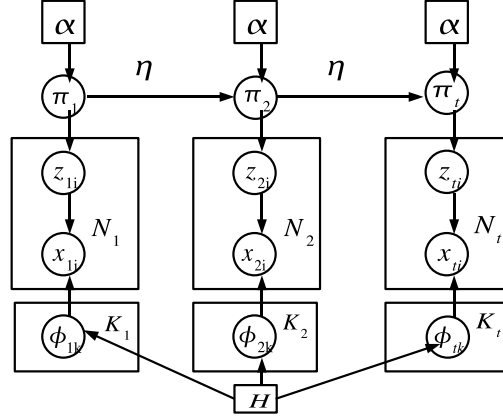 α α α
η η
π₁ π₂ πₜ
z₁ᵢ z₂ᵢ zₜᵢ
N₁ N₂ Nₜ
x₁ᵢ x₂ᵢ xₜᵢ
K₁ K₂ Kₜ
ϕ₁ₖ ϕ₂ₖ ϕₜₖ
H